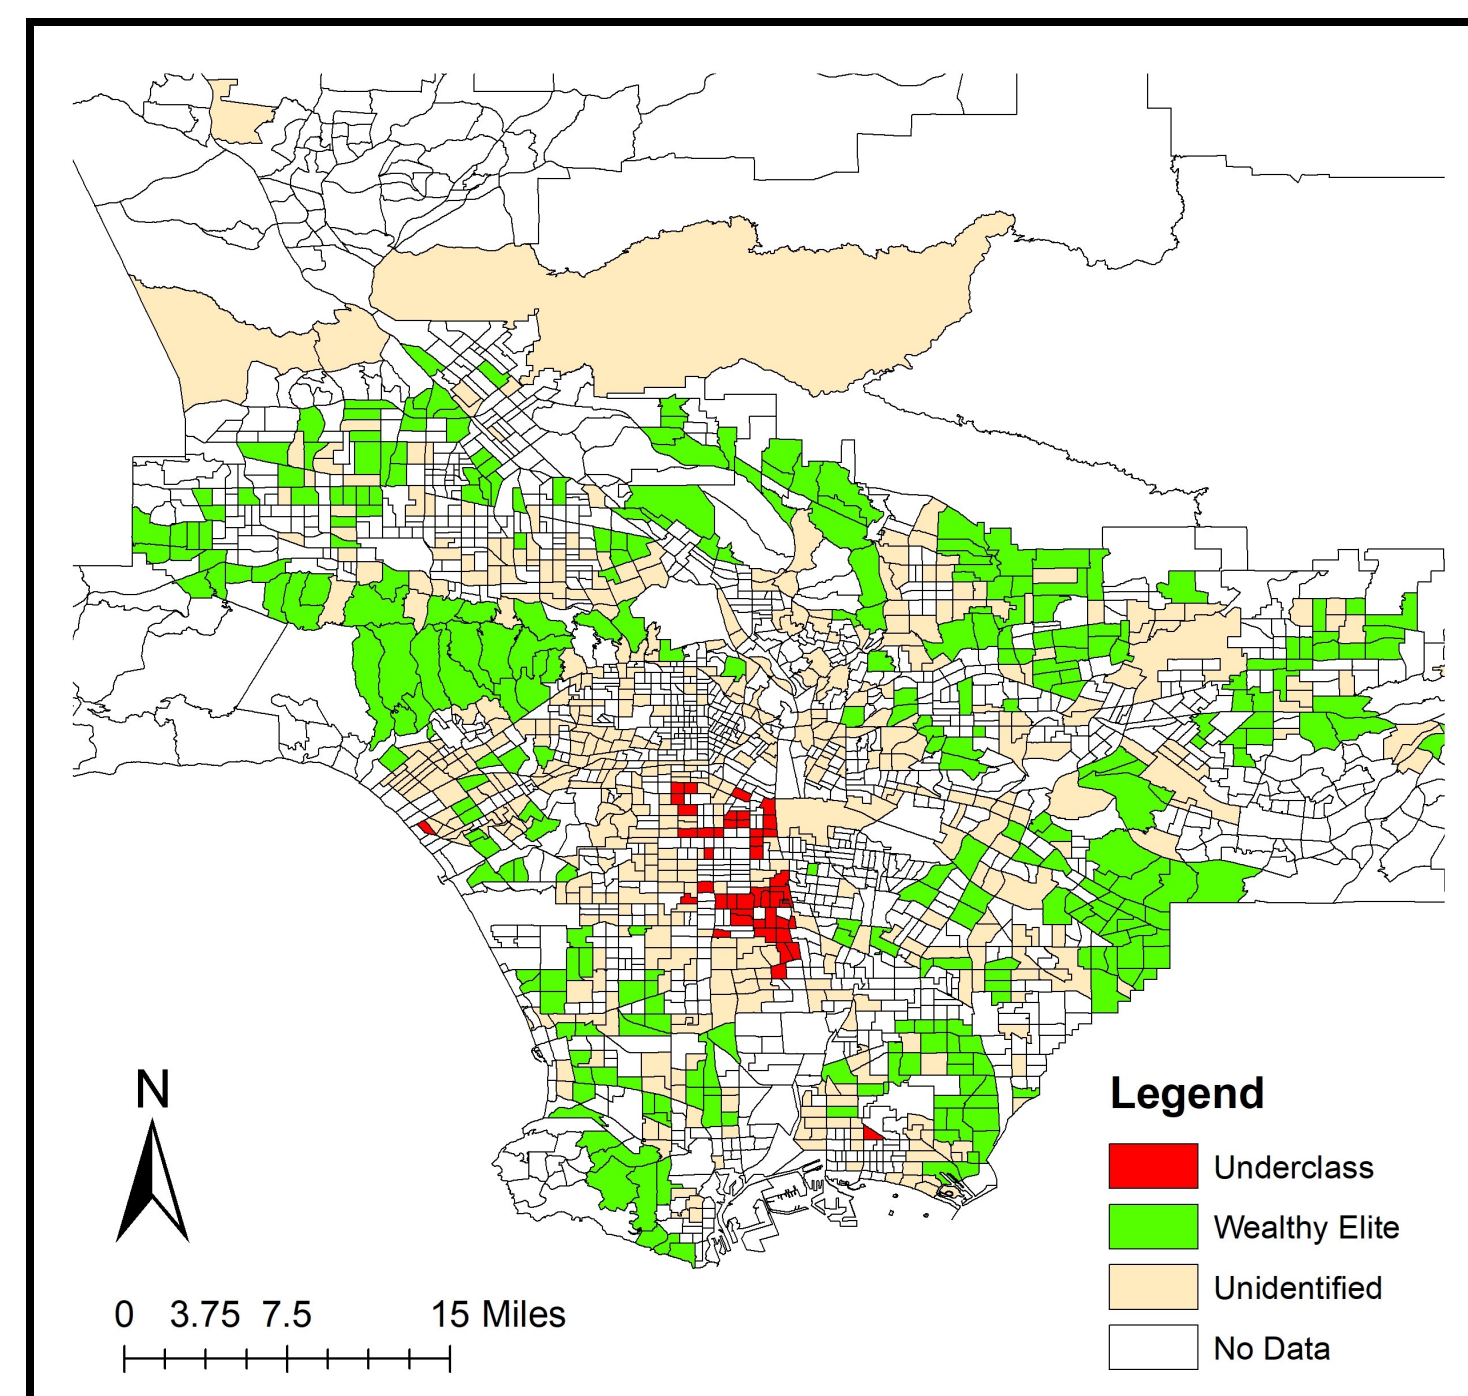 N
0 3.75 7.5 15 Miles
Legend
Underclass
Wealthy Elite
Unidentified
No Data